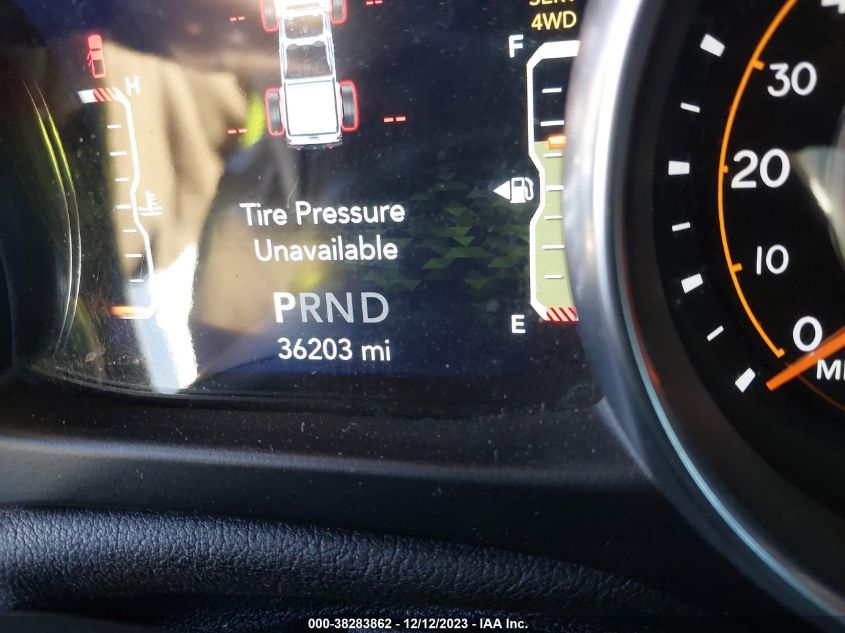 4WD
H
F
--
--
--
30
20
Tire Pressure
Unavailable
10
PRND
E
0
36203 mi
000-38283862 - 12/12/2023 - IAA Inc.